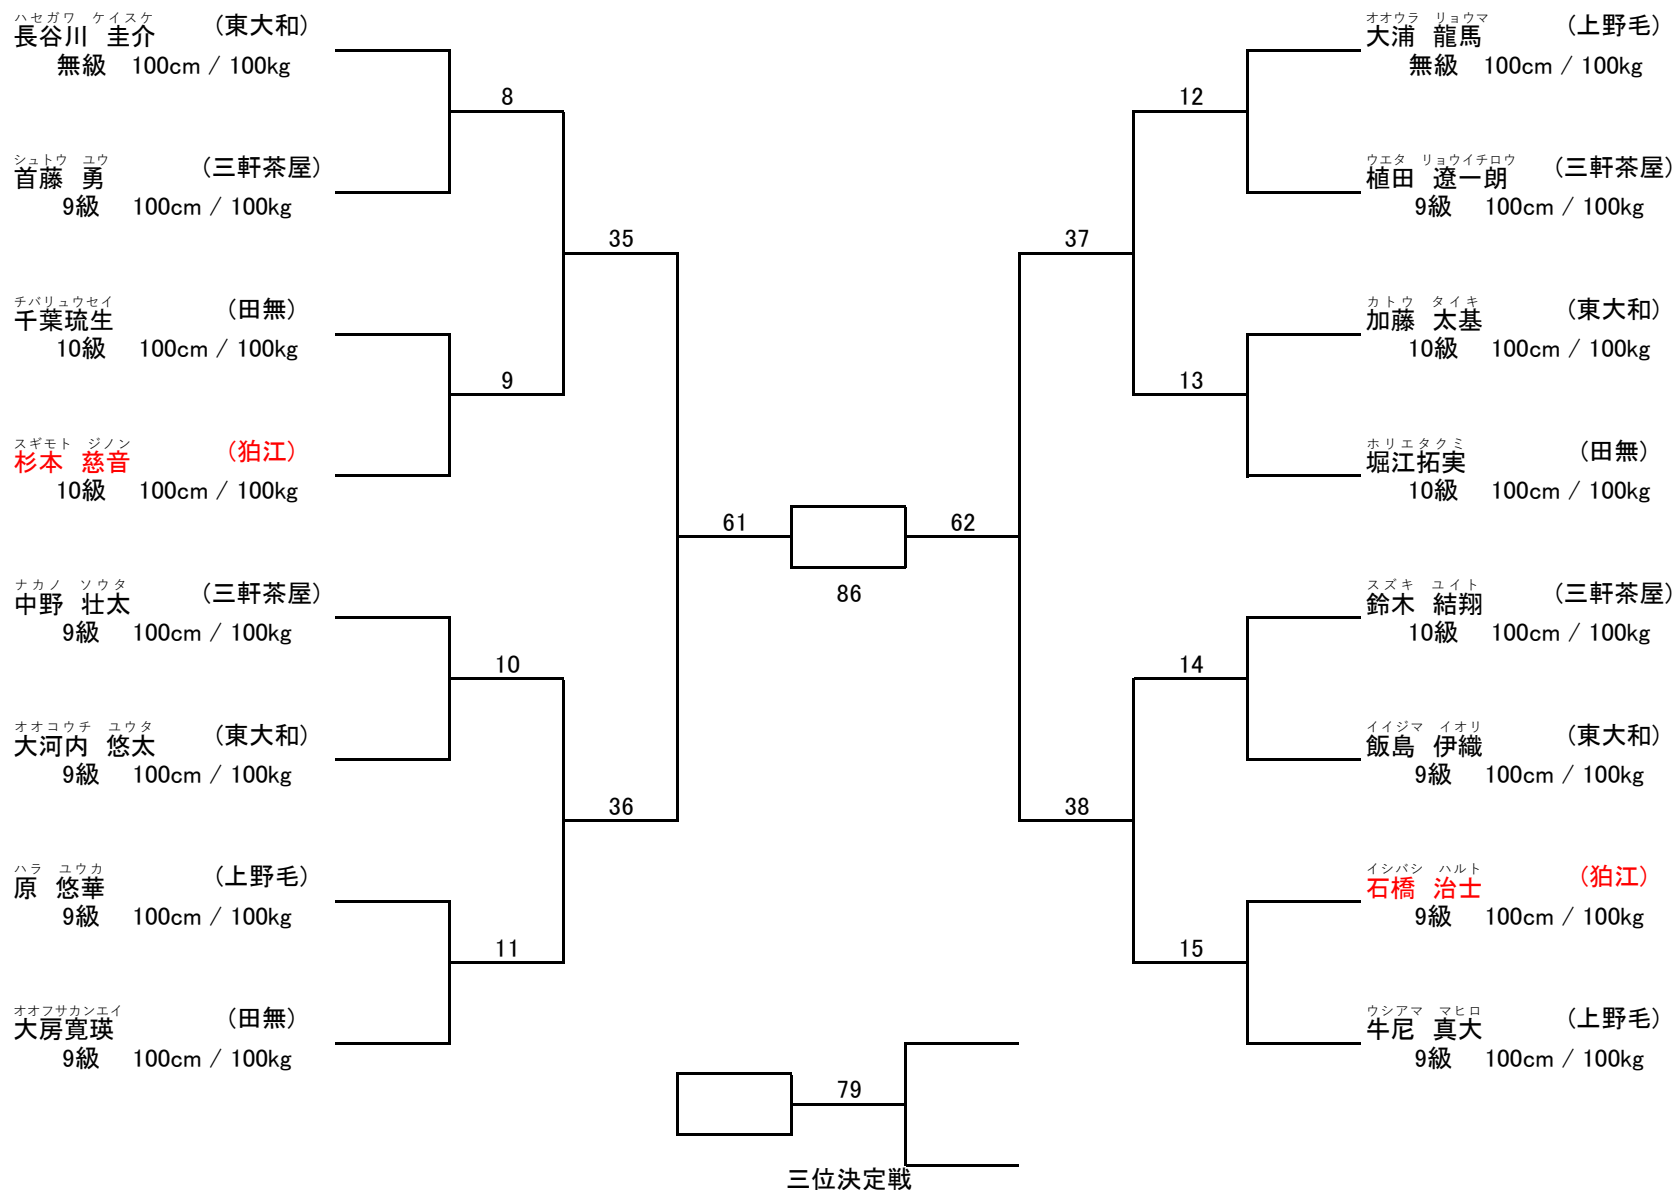 ハセガワ ケイスケ
長谷川 圭介 (東大和)
無級 100cm / 100kg
8
シュトウ ユウ
首藤 勇 (三軒茶屋)
9級 100cm / 100kg
35
チバリュウセイ
千葉琉生 (田無)
10級 100cm / 100kg
9
スギモト ジノン
杉本 慈音 (狛江)
10級 100cm / 100kg
61
ナカノ ソウタ
中野 壮太 (三軒茶屋)
9級 100cm / 100kg
10
オオコウチ ユウタ
大河内 悠太 (東大和)
9級 100cm / 100kg
36
ハラ ユウカ
原 悠華 (上野毛)
9級 100cm / 100kg
11
オオフサカンエイ
大房寛瑛 (田無)
9級 100cm / 100kg
86
オオウラ リョウマ
大浦 龍馬 (上野毛)
無級 100cm / 100kg
12
ウエタ リョウイチロウ
植田 遼一朗 (三軒茶屋)
9級 100cm / 100kg
37
カトウ タイキ
加藤 太基 (東大和)
10級 100cm / 100kg
13
ホリエタクミ
堀江拓実 (田無)
10級 100cm / 100kg
62
スズキ ユイト
鈴木 結翔 (三軒茶屋)
10級 100cm / 100kg
14
イイジマ イオリ
飯島 伊織 (東大和)
9級 100cm / 100kg
38
イシバシ ハルト
石橋 治士 (狛江)
9級 100cm / 100kg
15
ウシアマ マヒロ
牛尼 真大 (上野毛)
9級 100cm / 100kg
79
三位決定戦